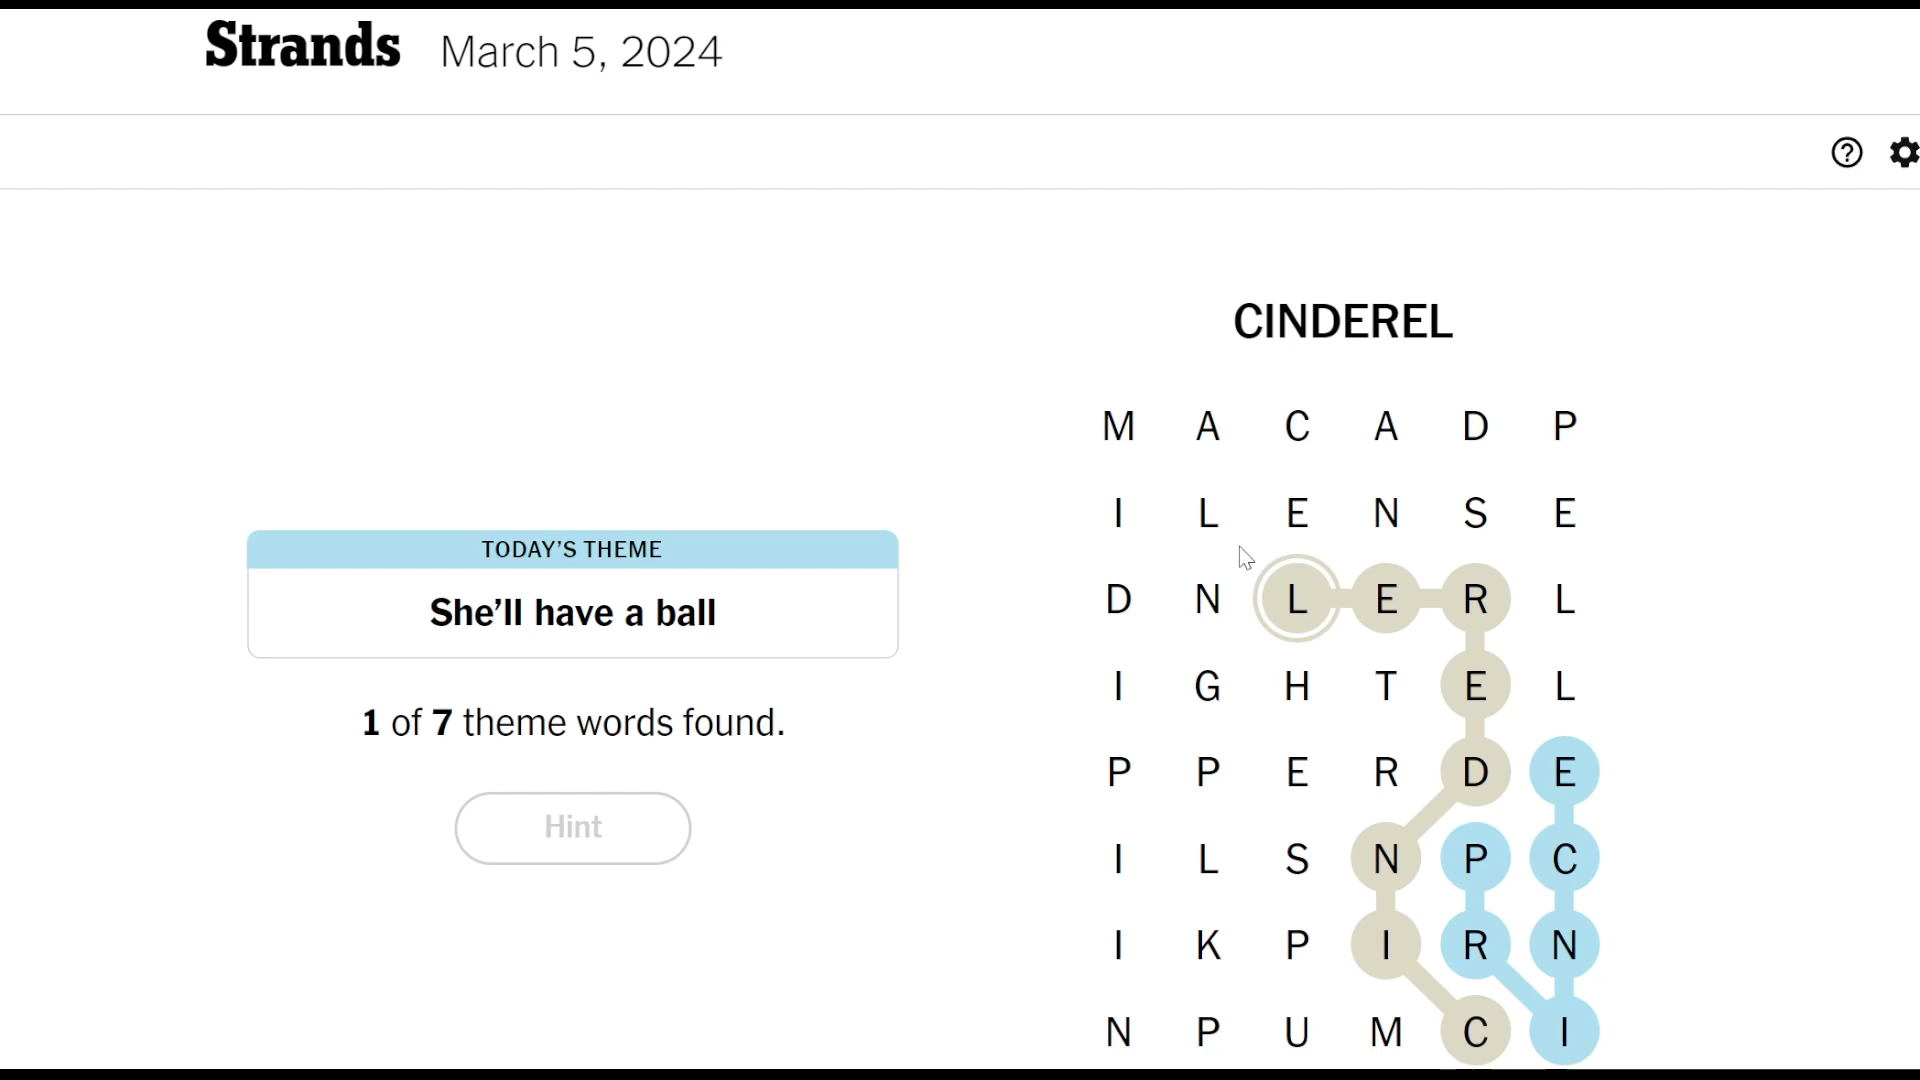 Strands March 5, 2024
?
TODAY'S THEME
She'll have a ball
1 of 7 theme words found.
Hint
CINDEREL
M A C A D P
I L E N S E
D N L E R L
I G H T E L
P P E R D E
I L S N P C
I K P I R N
N P U M C I